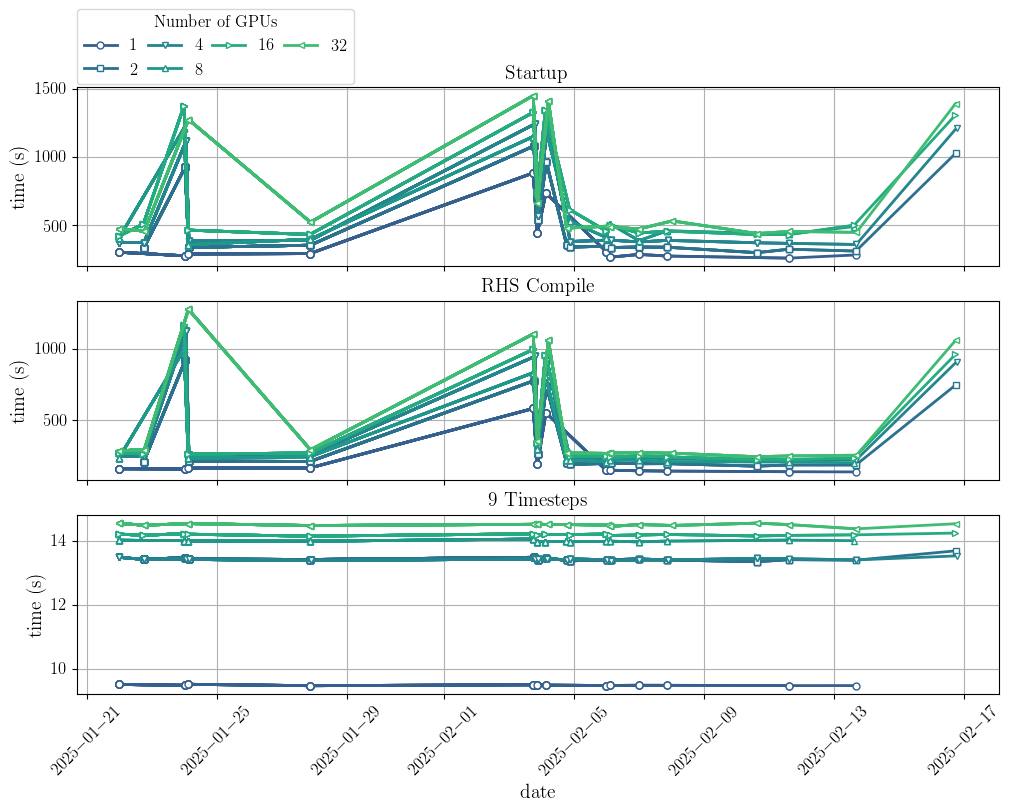 Number of GPUs
1 4 16 32
2 8
Startup
1500
1000
500
time (s)
RHS Compile
1000
500
time (s)
9 Timesteps
14
12
10
time (s)
2025−01−21 2025−01−25 2025−01−29 2025−02−01 2025−02−05 2025−02−09 2025−02−13 2025−02−17
date